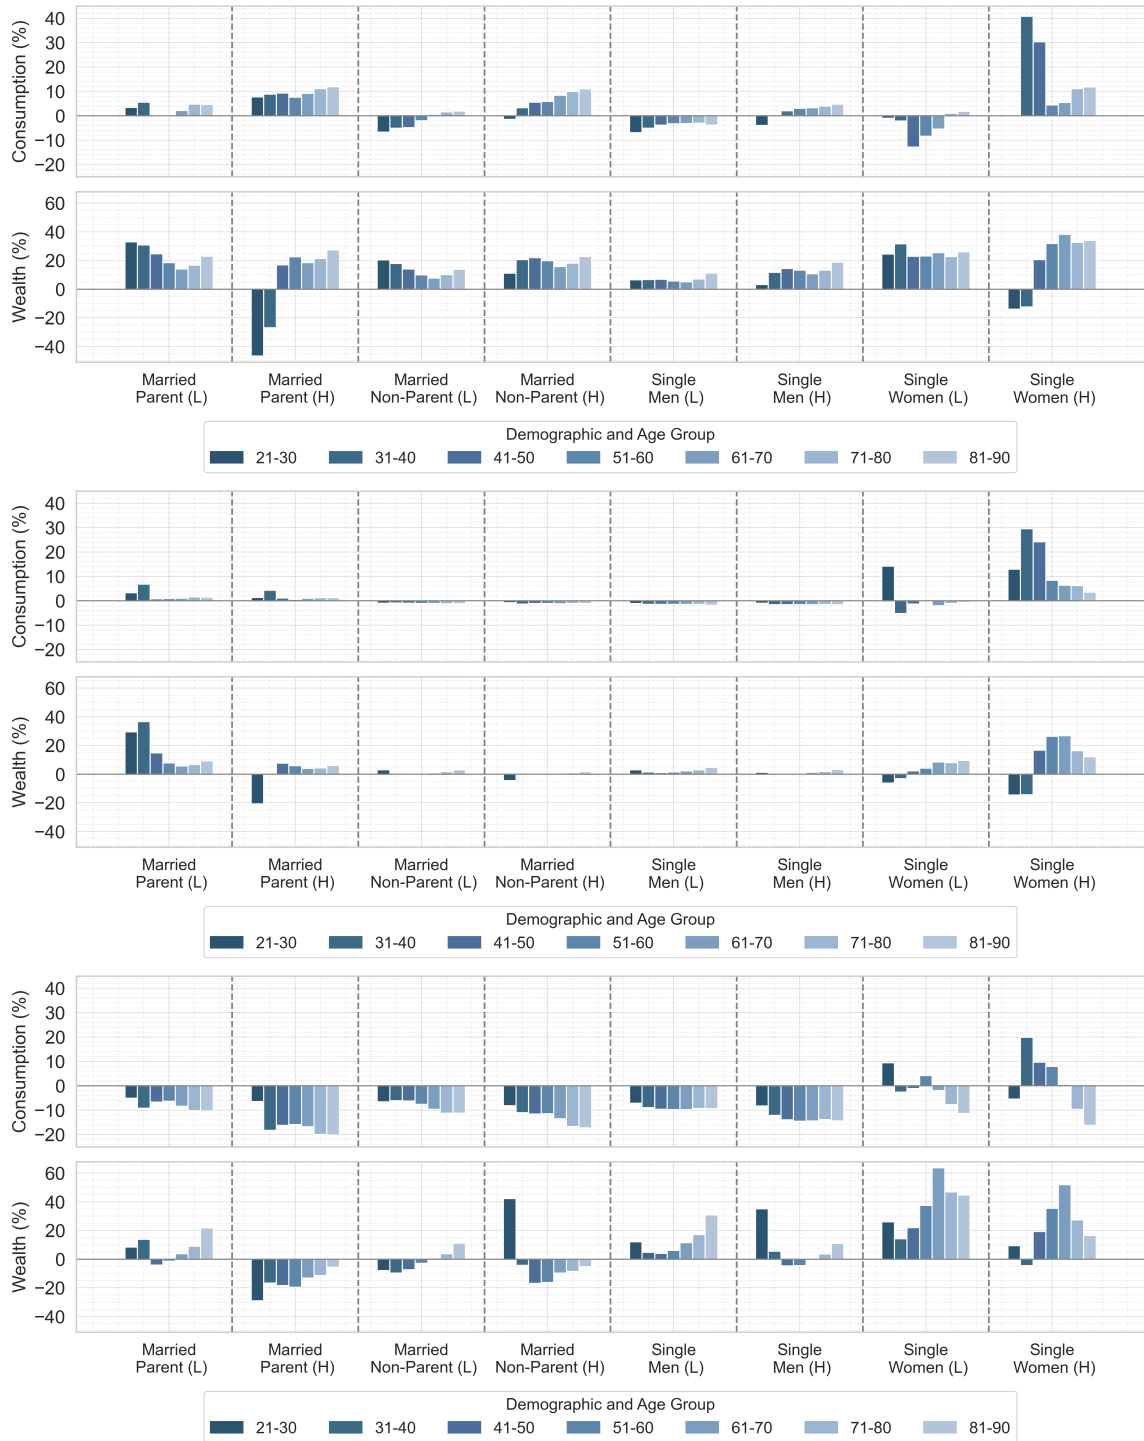 Consumption (%)
40
30
20
10
0
−10
−20
Wealth (%)
60
40
20
0
−20
−40
Married Parent (L)
Married Parent (H)
Married Non-Parent (L)
Married Non-Parent (H)
Single Men (L)
Single Men (H)
Single Women (L)
Single Women (H)
Demographic and Age Group
21-30 31-40 41-50 51-60 61-70 71-80 81-90
Consumption (%)
40
30
20
10
0
−10
−20
Wealth (%)
60
40
20
0
−20
−40
Married Parent (L)
Married Parent (H)
Married Non-Parent (L)
Married Non-Parent (H)
Single Men (L)
Single Men (H)
Single Women (L)
Single Women (H)
Demographic and Age Group
21-30 31-40 41-50 51-60 61-70 71-80 81-90
Consumption (%)
40
30
20
10
0
−10
−20
Wealth (%)
60
40
20
0
−20
−40
Married Parent (L)
Married Parent (H)
Married Non-Parent (L)
Married Non-Parent (H)
Single Men (L)
Single Men (H)
Single Women (L)
Single Women (H)
Demographic and Age Group
21-30 31-40 41-50 51-60 61-70 71-80 81-90